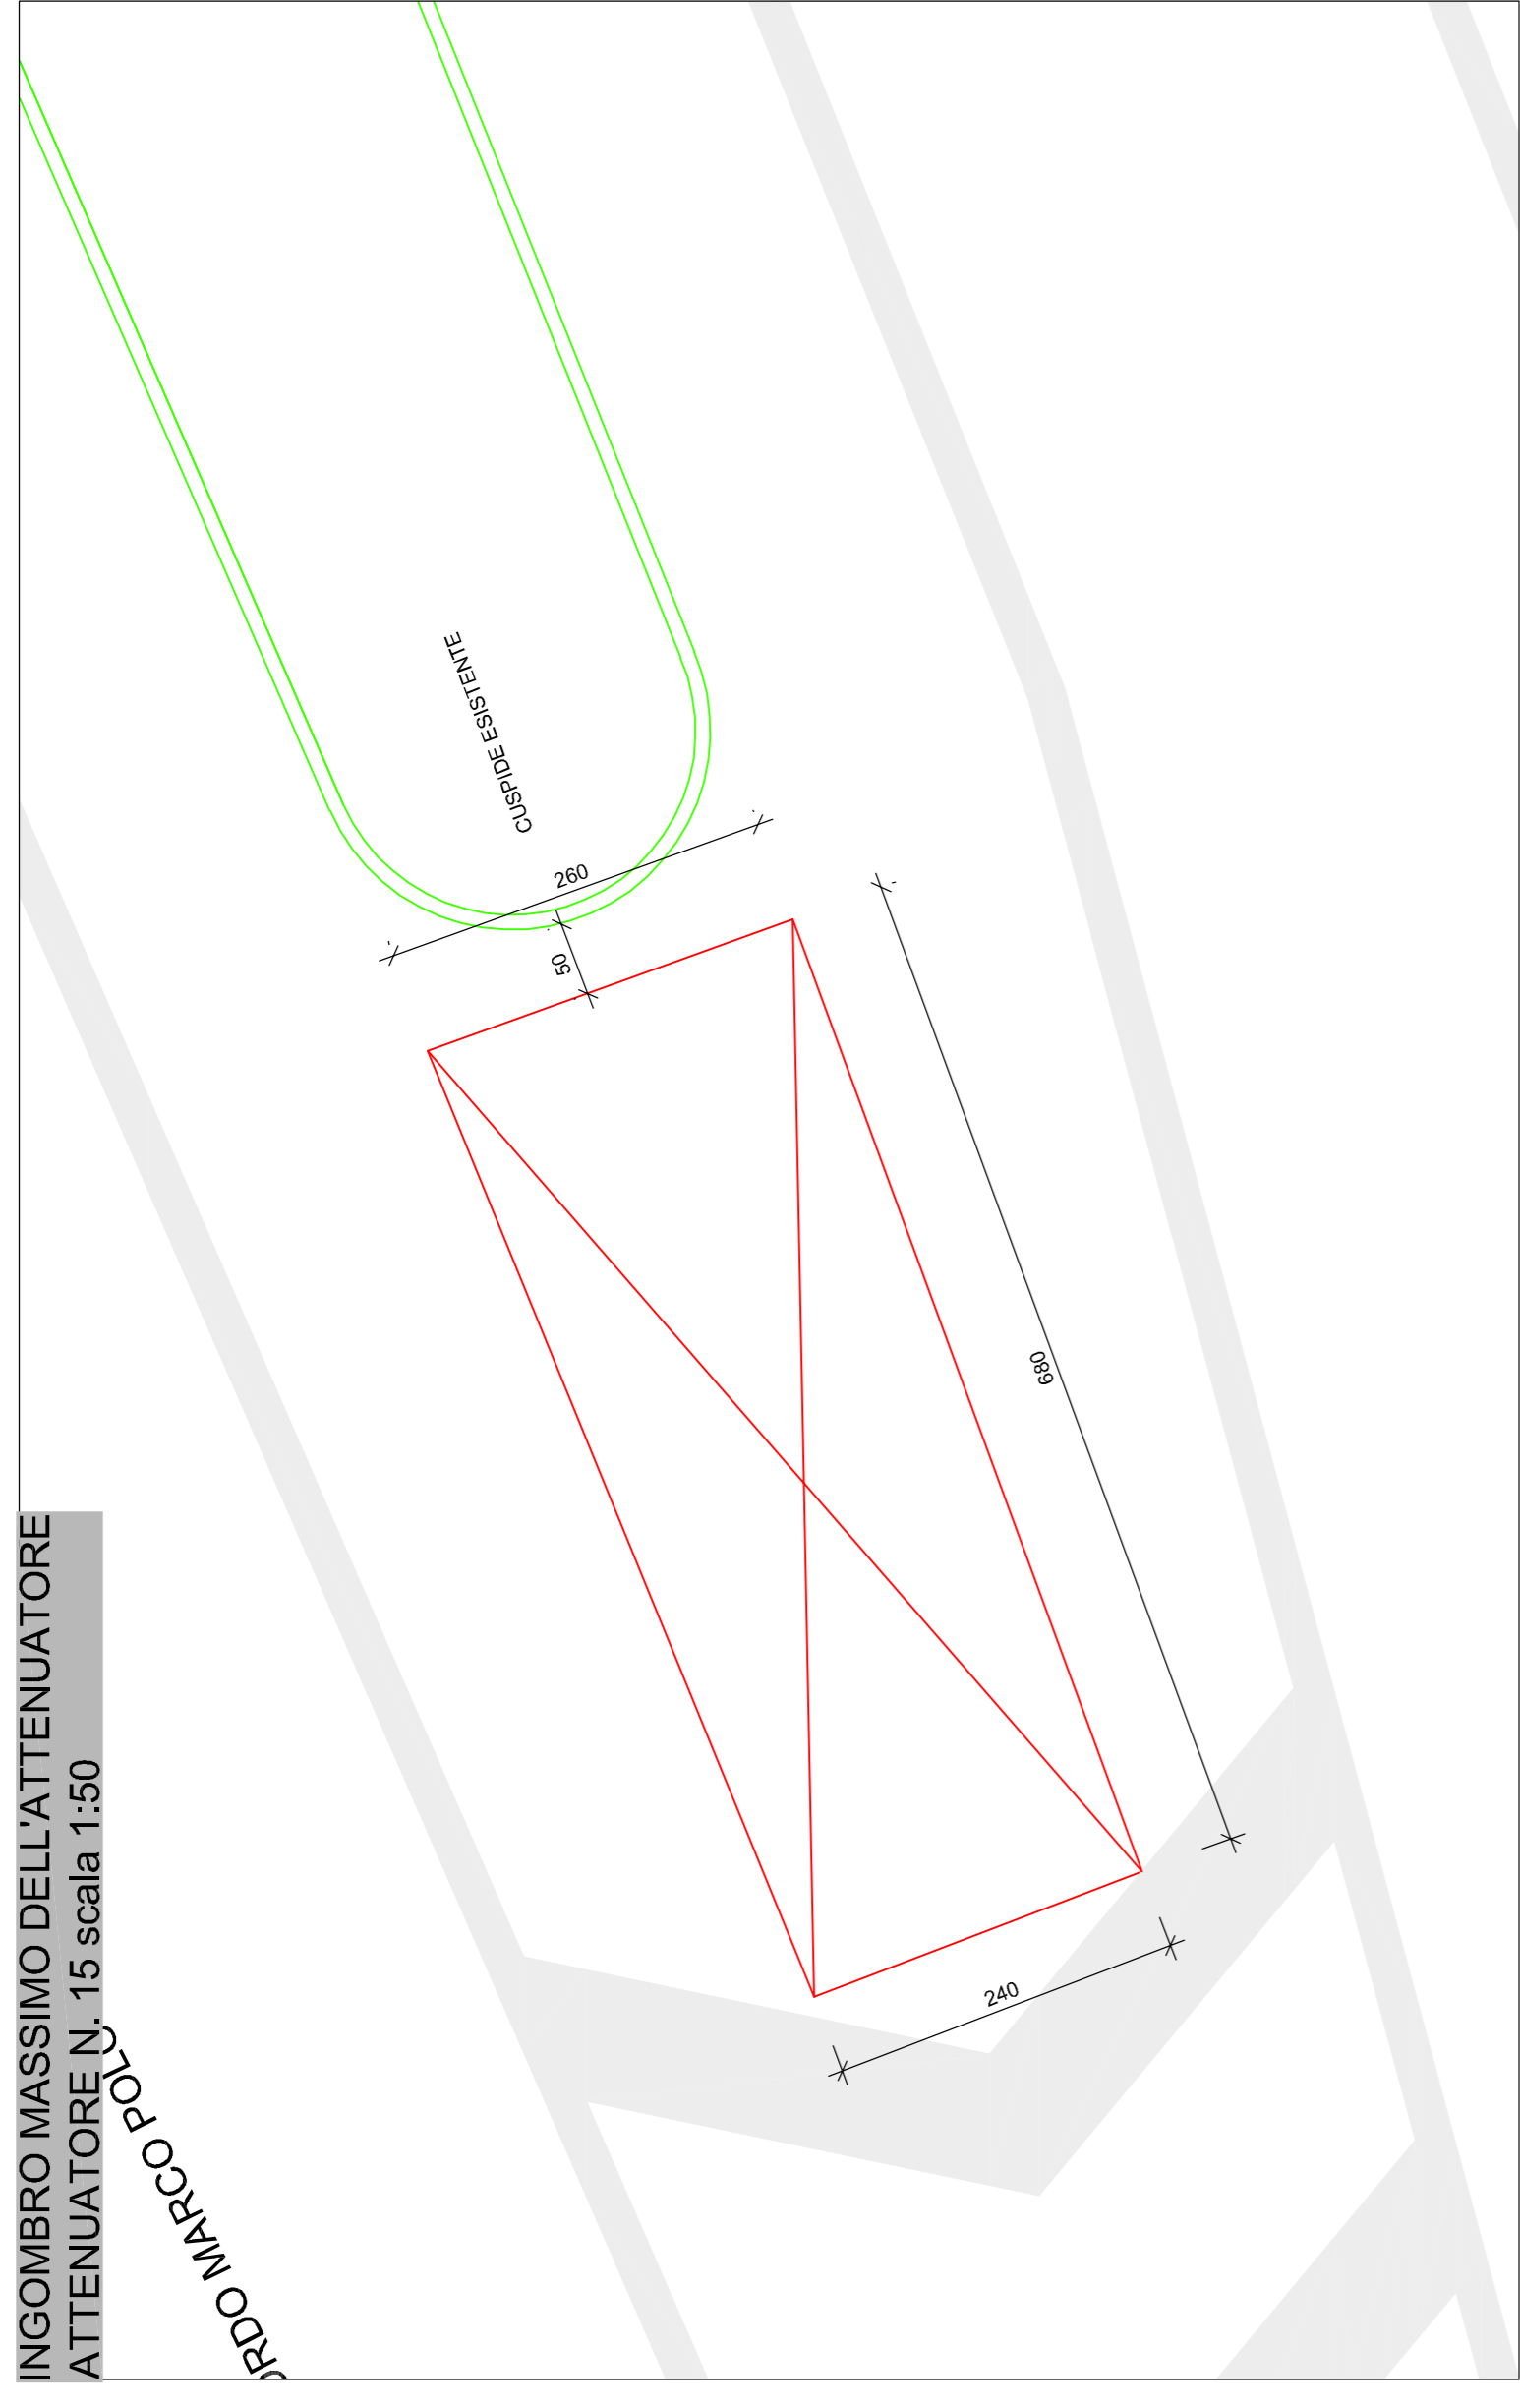 INGOMBRO MASSIMO DELL'ATTENUATORE
ATTENUATORE N. 15 scala 1:50
CUSPIDE ESISTENTE
260
50
680
240
RDO MARCO POLO